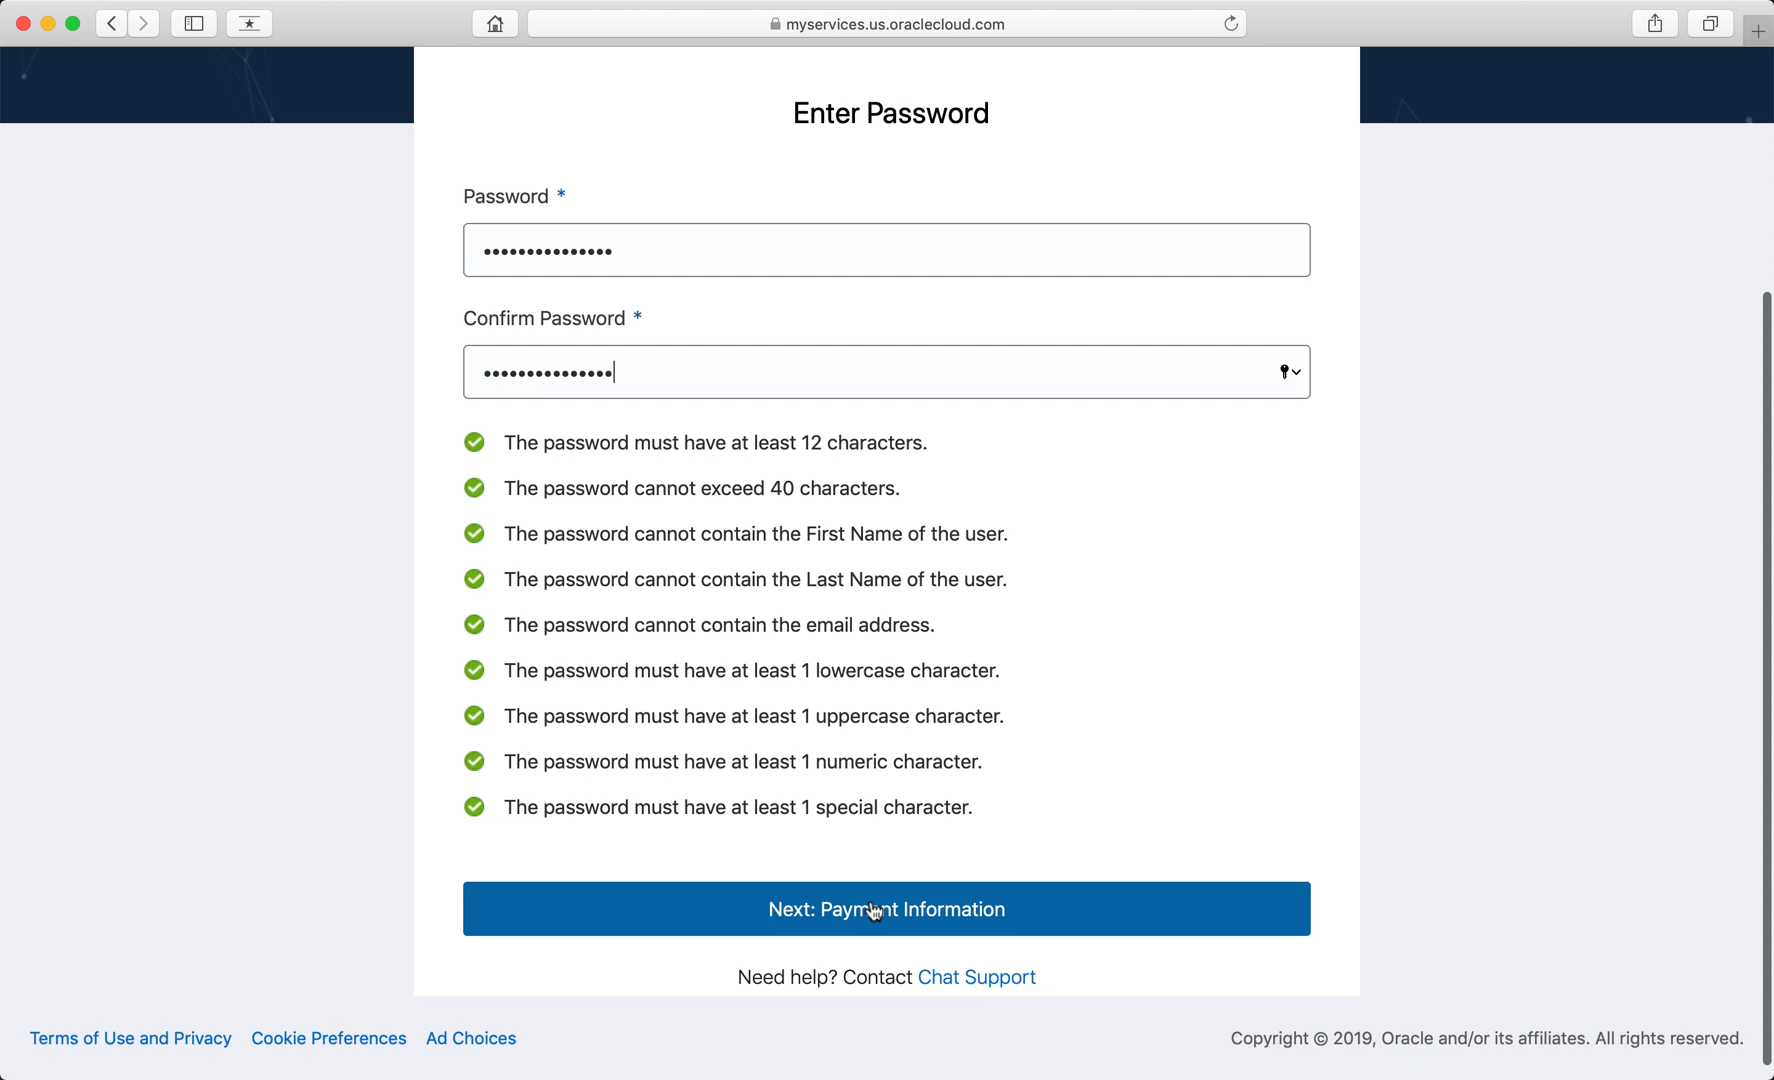 myservices.us.oraclecloud.com
Enter Password
Password *
•••••••••••••••
Confirm Password *
•••••••••••••••
The password must have at least 12 characters.
The password cannot exceed 40 characters.
The password cannot contain the First Name of the user.
The password cannot contain the Last Name of the user.
The password cannot contain the email address.
The password must have at least 1 lowercase character.
The password must have at least 1 uppercase character.
The password must have at least 1 numeric character.
The password must have at least 1 special character.
Next: Payment Information
Need help? Contact Chat Support
Terms of Use and Privacy Cookie Preferences Ad Choices Copyright © 2019, Oracle and/or its affiliates. All rights reserved.